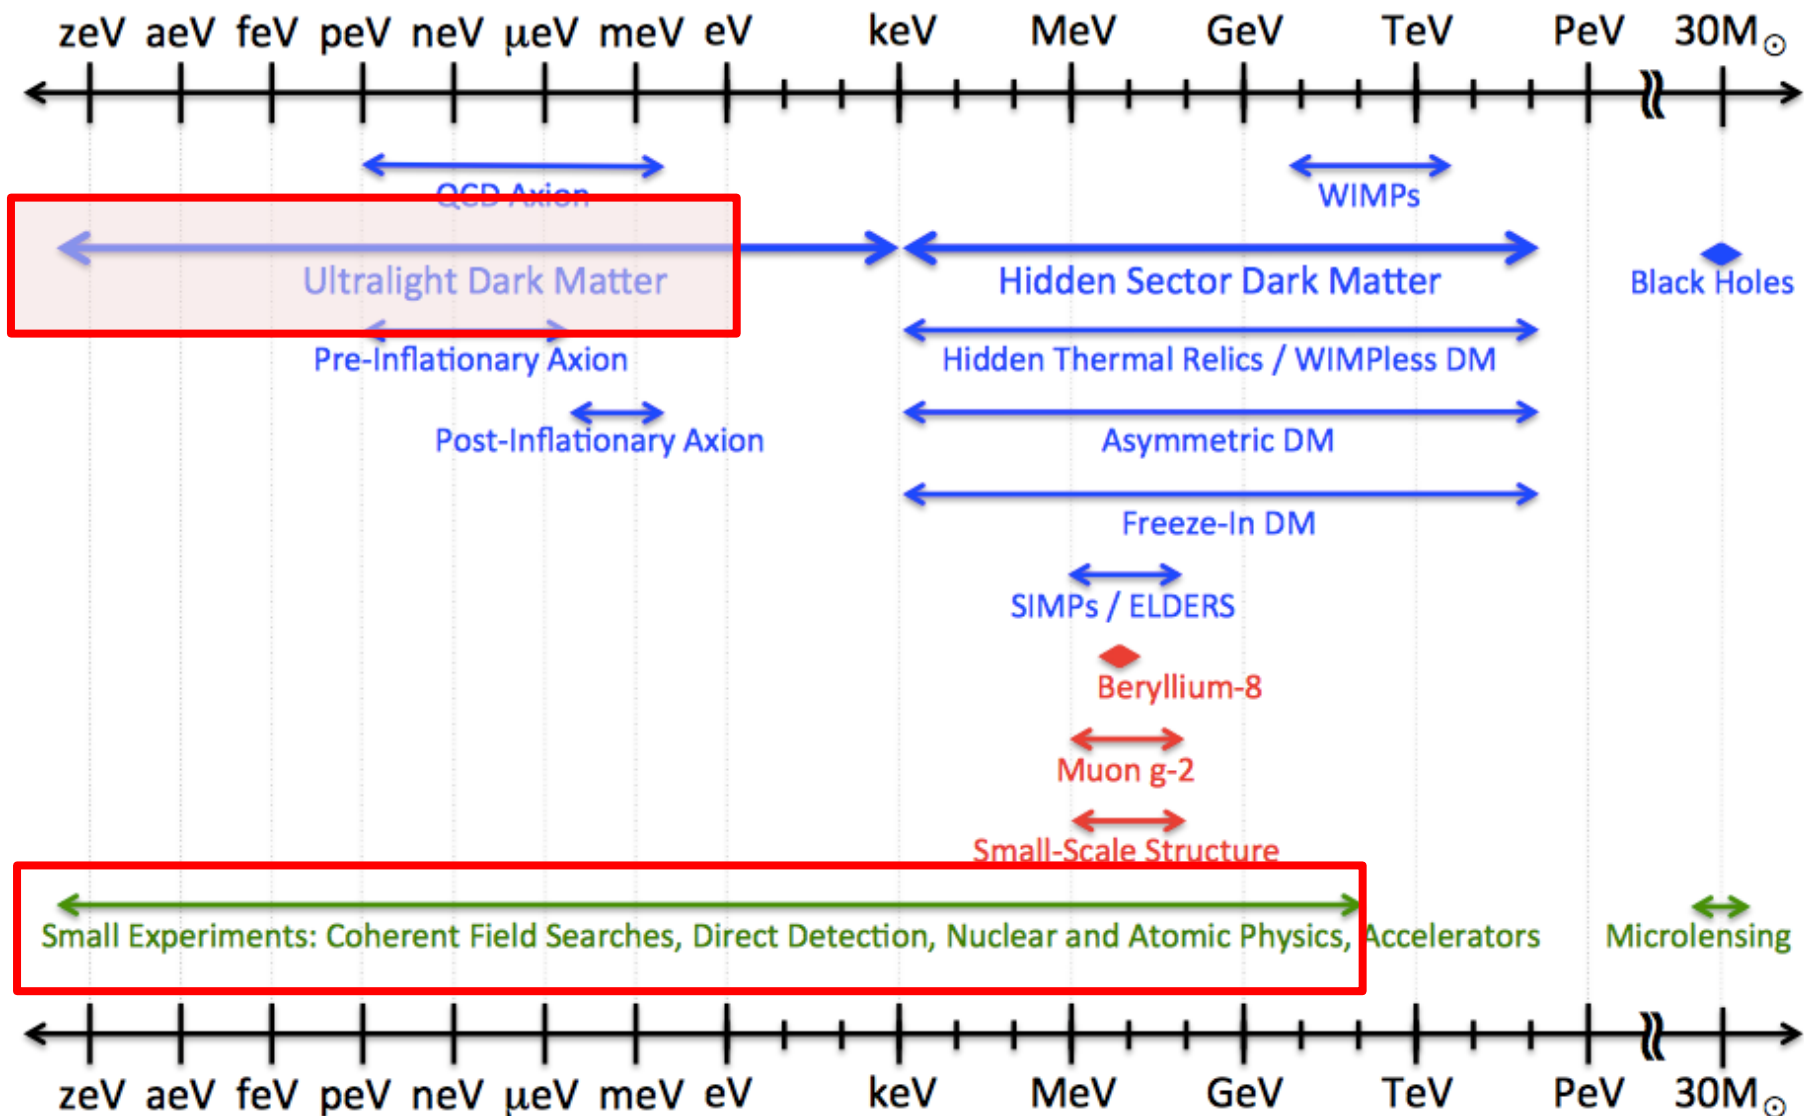 zeV aeV feV peV neV μeV meV eV keV MeV GeV TeV PeV 30M☉
QCD Axion WIMPs
Ultralight Dark Matter Hidden Sector Dark Matter Black Holes
Pre-Inflationary Axion Hidden Thermal Relics / WIMPless DM
Post-Inflationary Axion Asymmetric DM
Freeze-In DM
SIMPs / ELDERS
Beryllium-8
Muon g-2
Small-Scale Structure
Small Experiments: Coherent Field Searches, Direct Detection, Nuclear and Atomic Physics, Accelerators Microlensing
zeV aeV feV peV neV μeV meV eV keV MeV GeV TeV PeV 30M☉